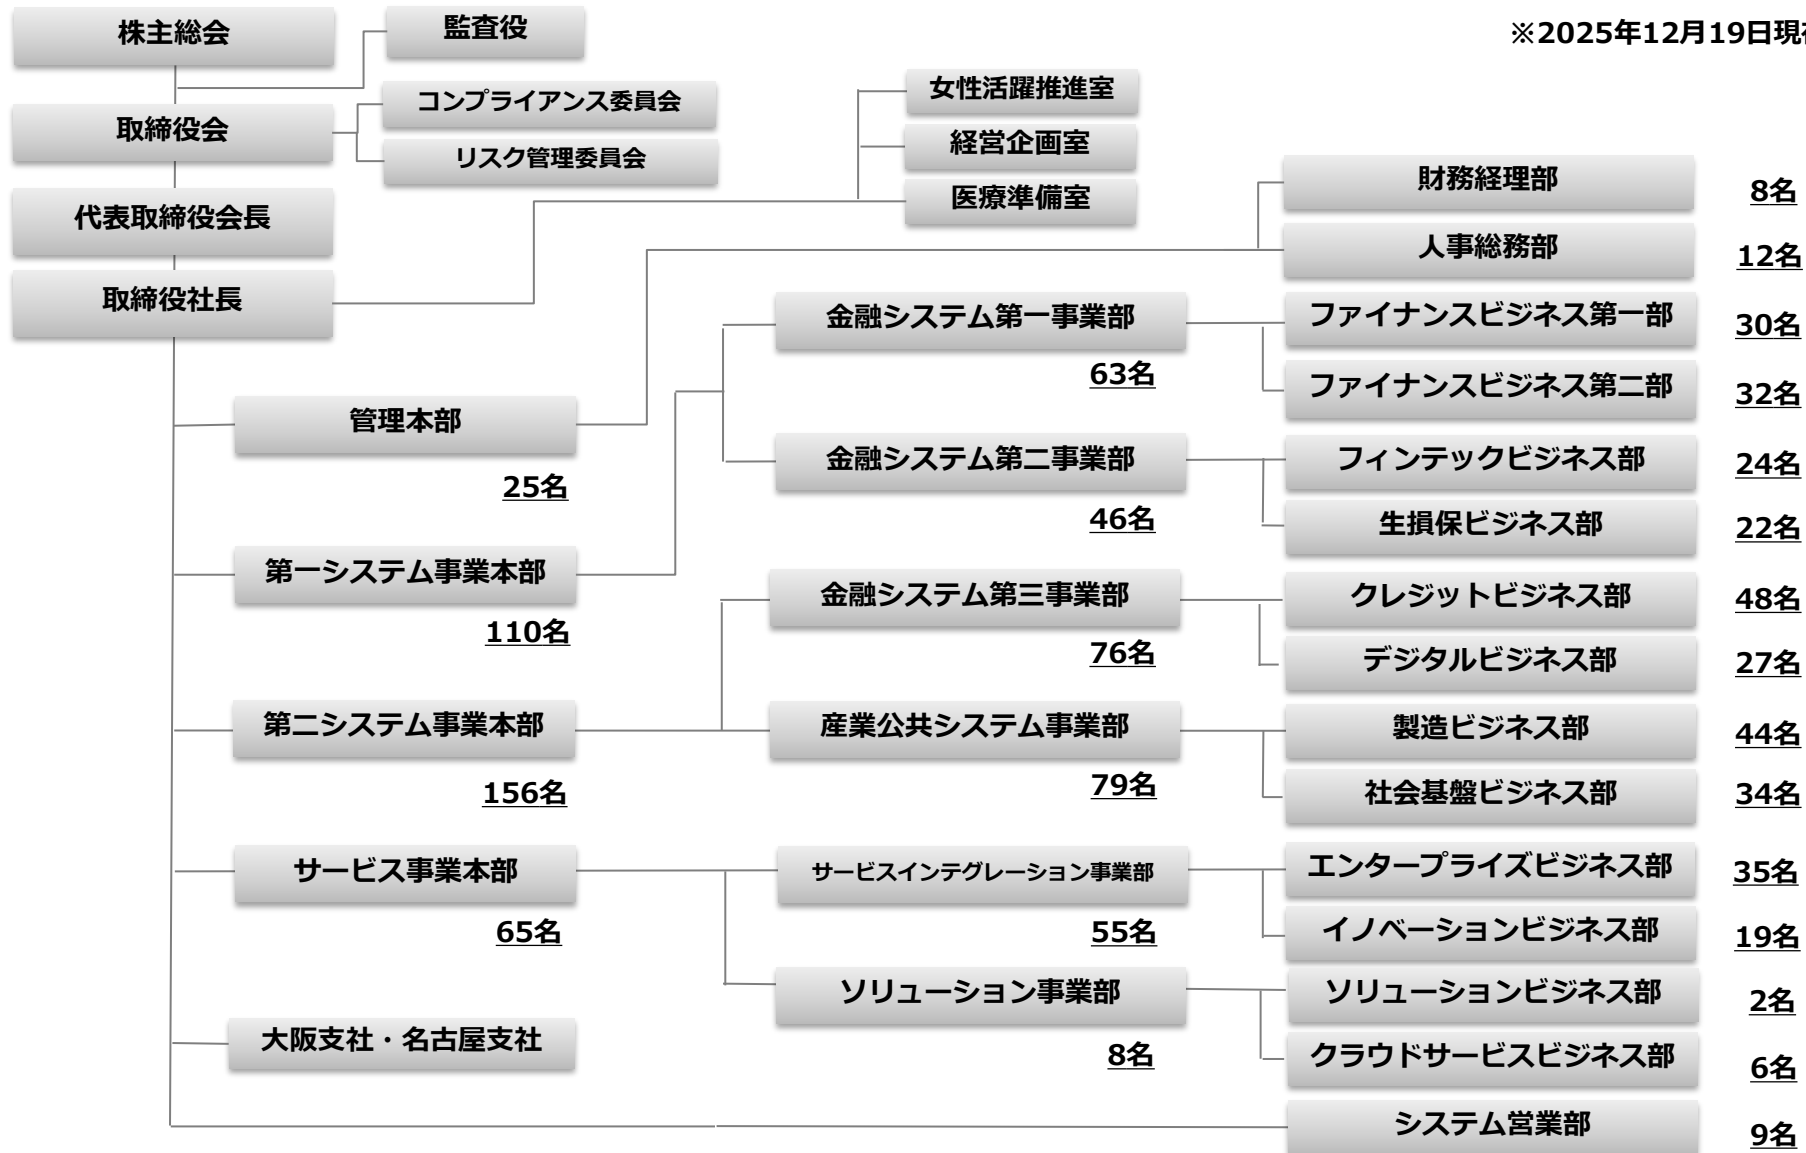 株主総会
監査役
※2025年12月19日現在
取締役会
コンプライアンス委員会
リスク管理委員会
女性活躍推進室
経営企画室
医療準備室
代表取締役会長
取締役社長
財務経理部
8名
人事総務部
12名
管理本部
25名
金融システム第一事業部
63名
ファイナンスビジネス第一部
30名
ファイナンスビジネス第二部
32名
金融システム第二事業部
46名
フィンテックビジネス部
24名
生損保ビジネス部
22名
第一システム事業本部
110名
金融システム第三事業部
76名
クレジットビジネス部
48名
デジタルビジネス部
27名
第二システム事業本部
156名
産業公共システム事業部
79名
製造ビジネス部
44名
社会基盤ビジネス部
34名
サービス事業本部
65名
サービスインテグレーション事業部
55名
エンタープライズビジネス部
35名
イノベーションビジネス部
19名
ソリューション事業部
8名
ソリューションビジネス部
2名
クラウドサービスビジネス部
6名
大阪支社・名古屋支社
システム営業部
9名